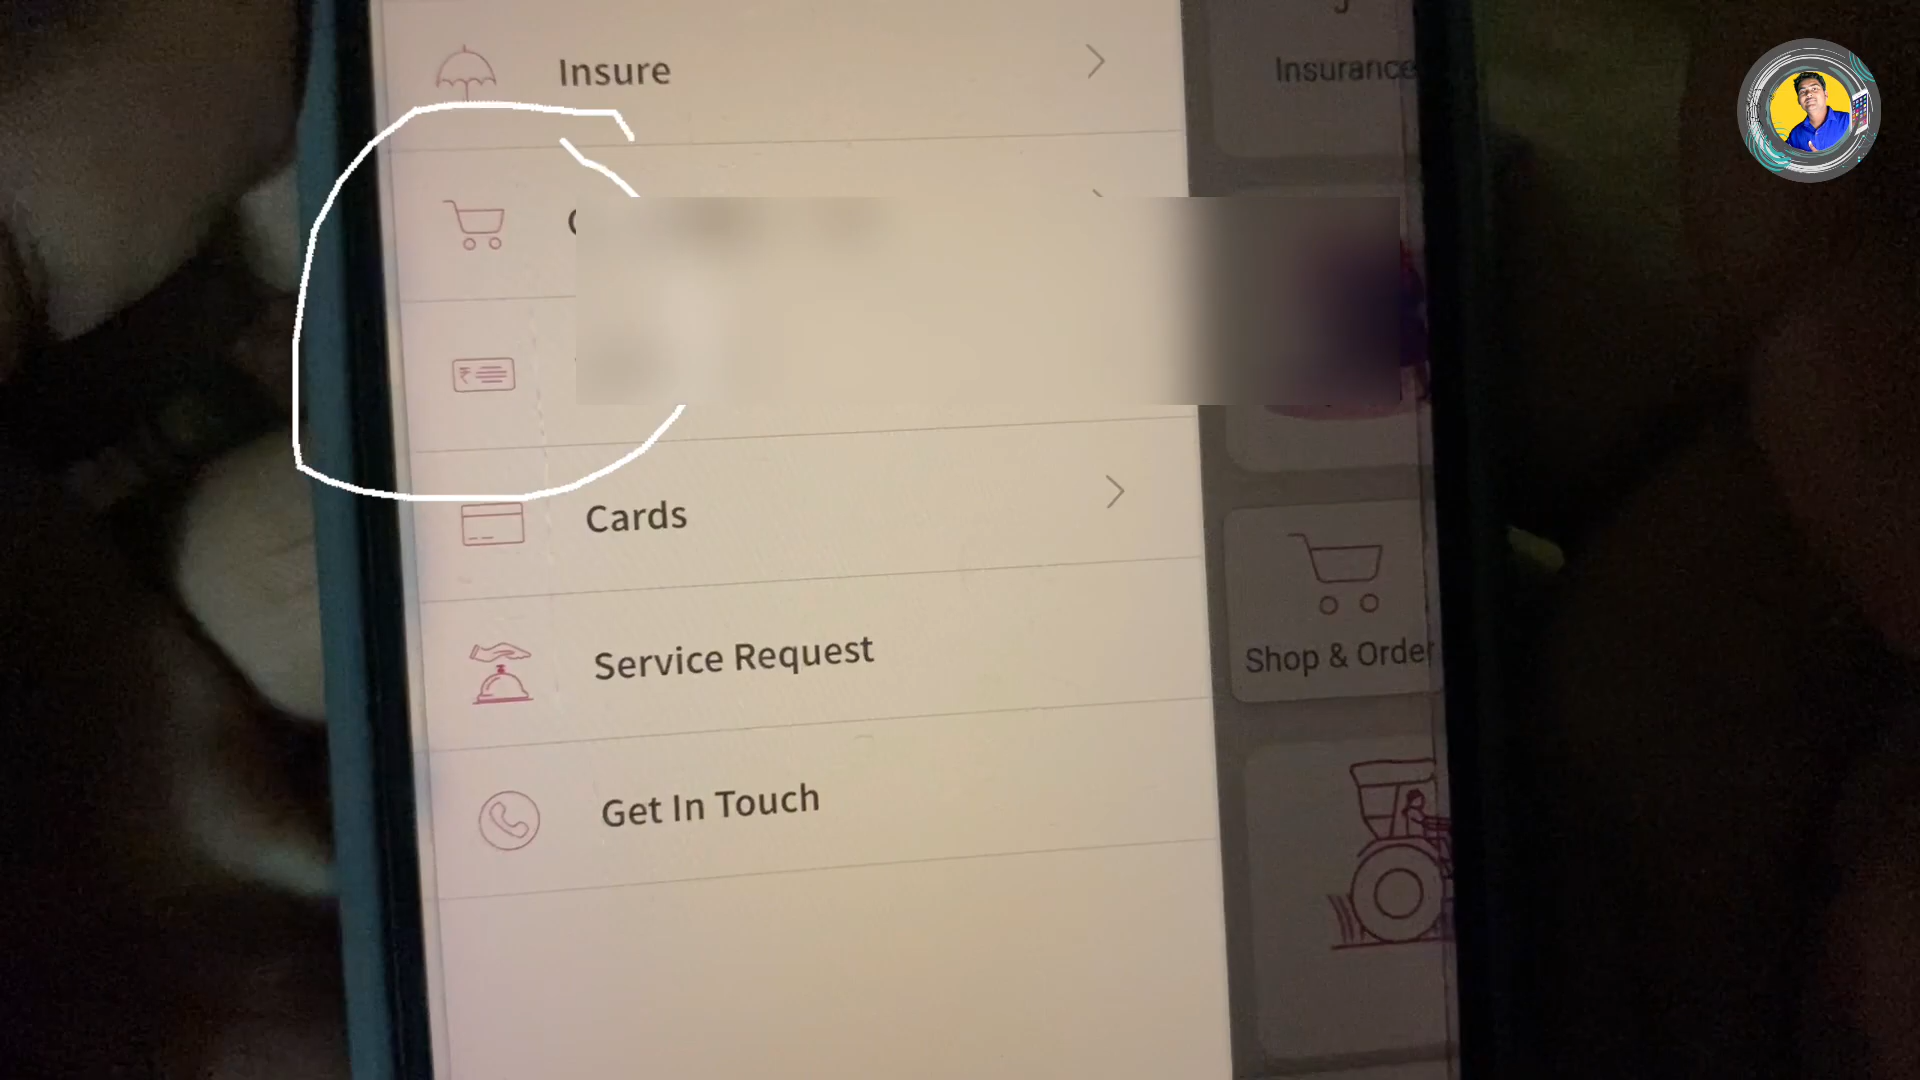 Insure
Insurance
Cards
Service Request
Shop & Order
Get In Touch
₹